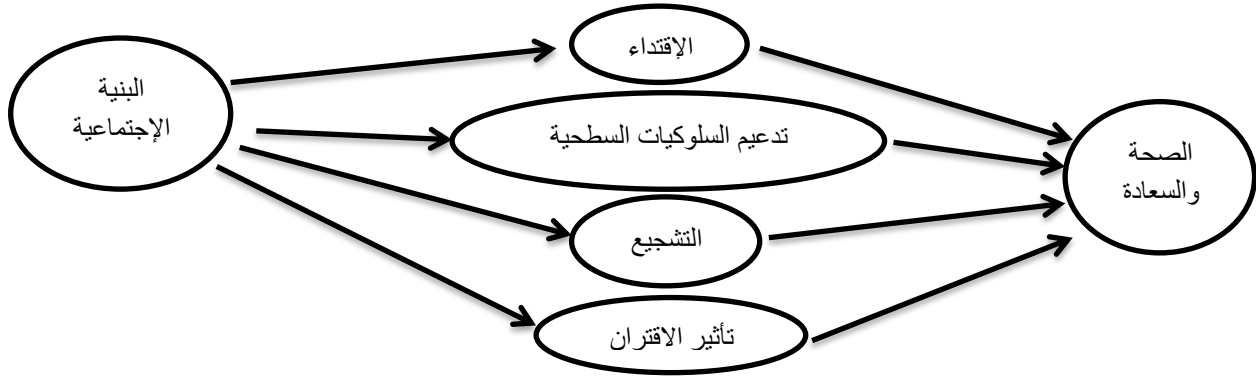 البنية
الإجتماعية
الإقتداء
تدعيم السلوكيات السطحية
التشجيع
تأثير الاقتران
الصحة
والسعادة